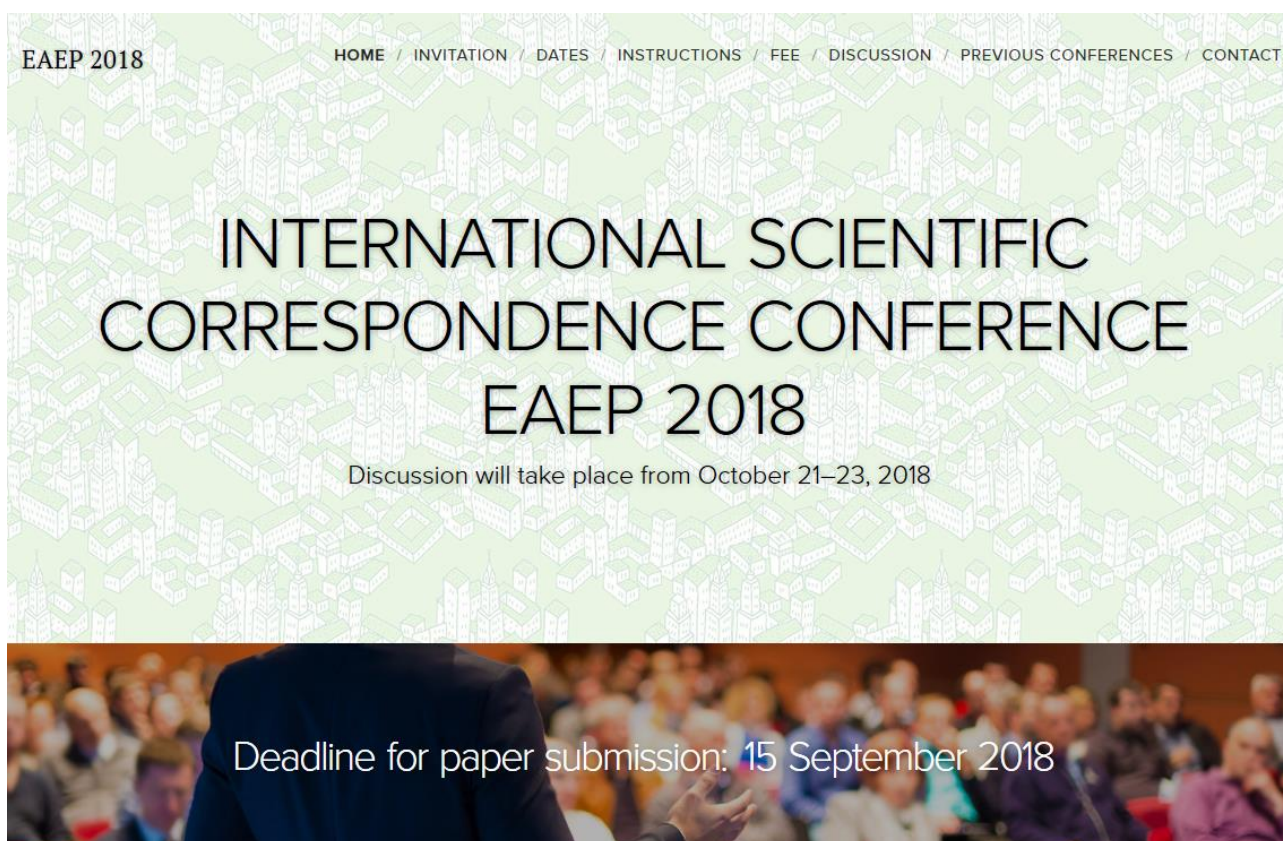 EAEP 2018
HOME / INVITATION / DATES / INSTRUCTIONS / FEE / DISCUSSION / PREVIOUS CONFERENCES / CONTACT
INTERNATIONAL SCIENTIFIC
CORRESPONDENCE CONFERENCE
EAEP 2018
Discussion will take place from October 21–23, 2018
Deadline for paper submission: 15 September 2018